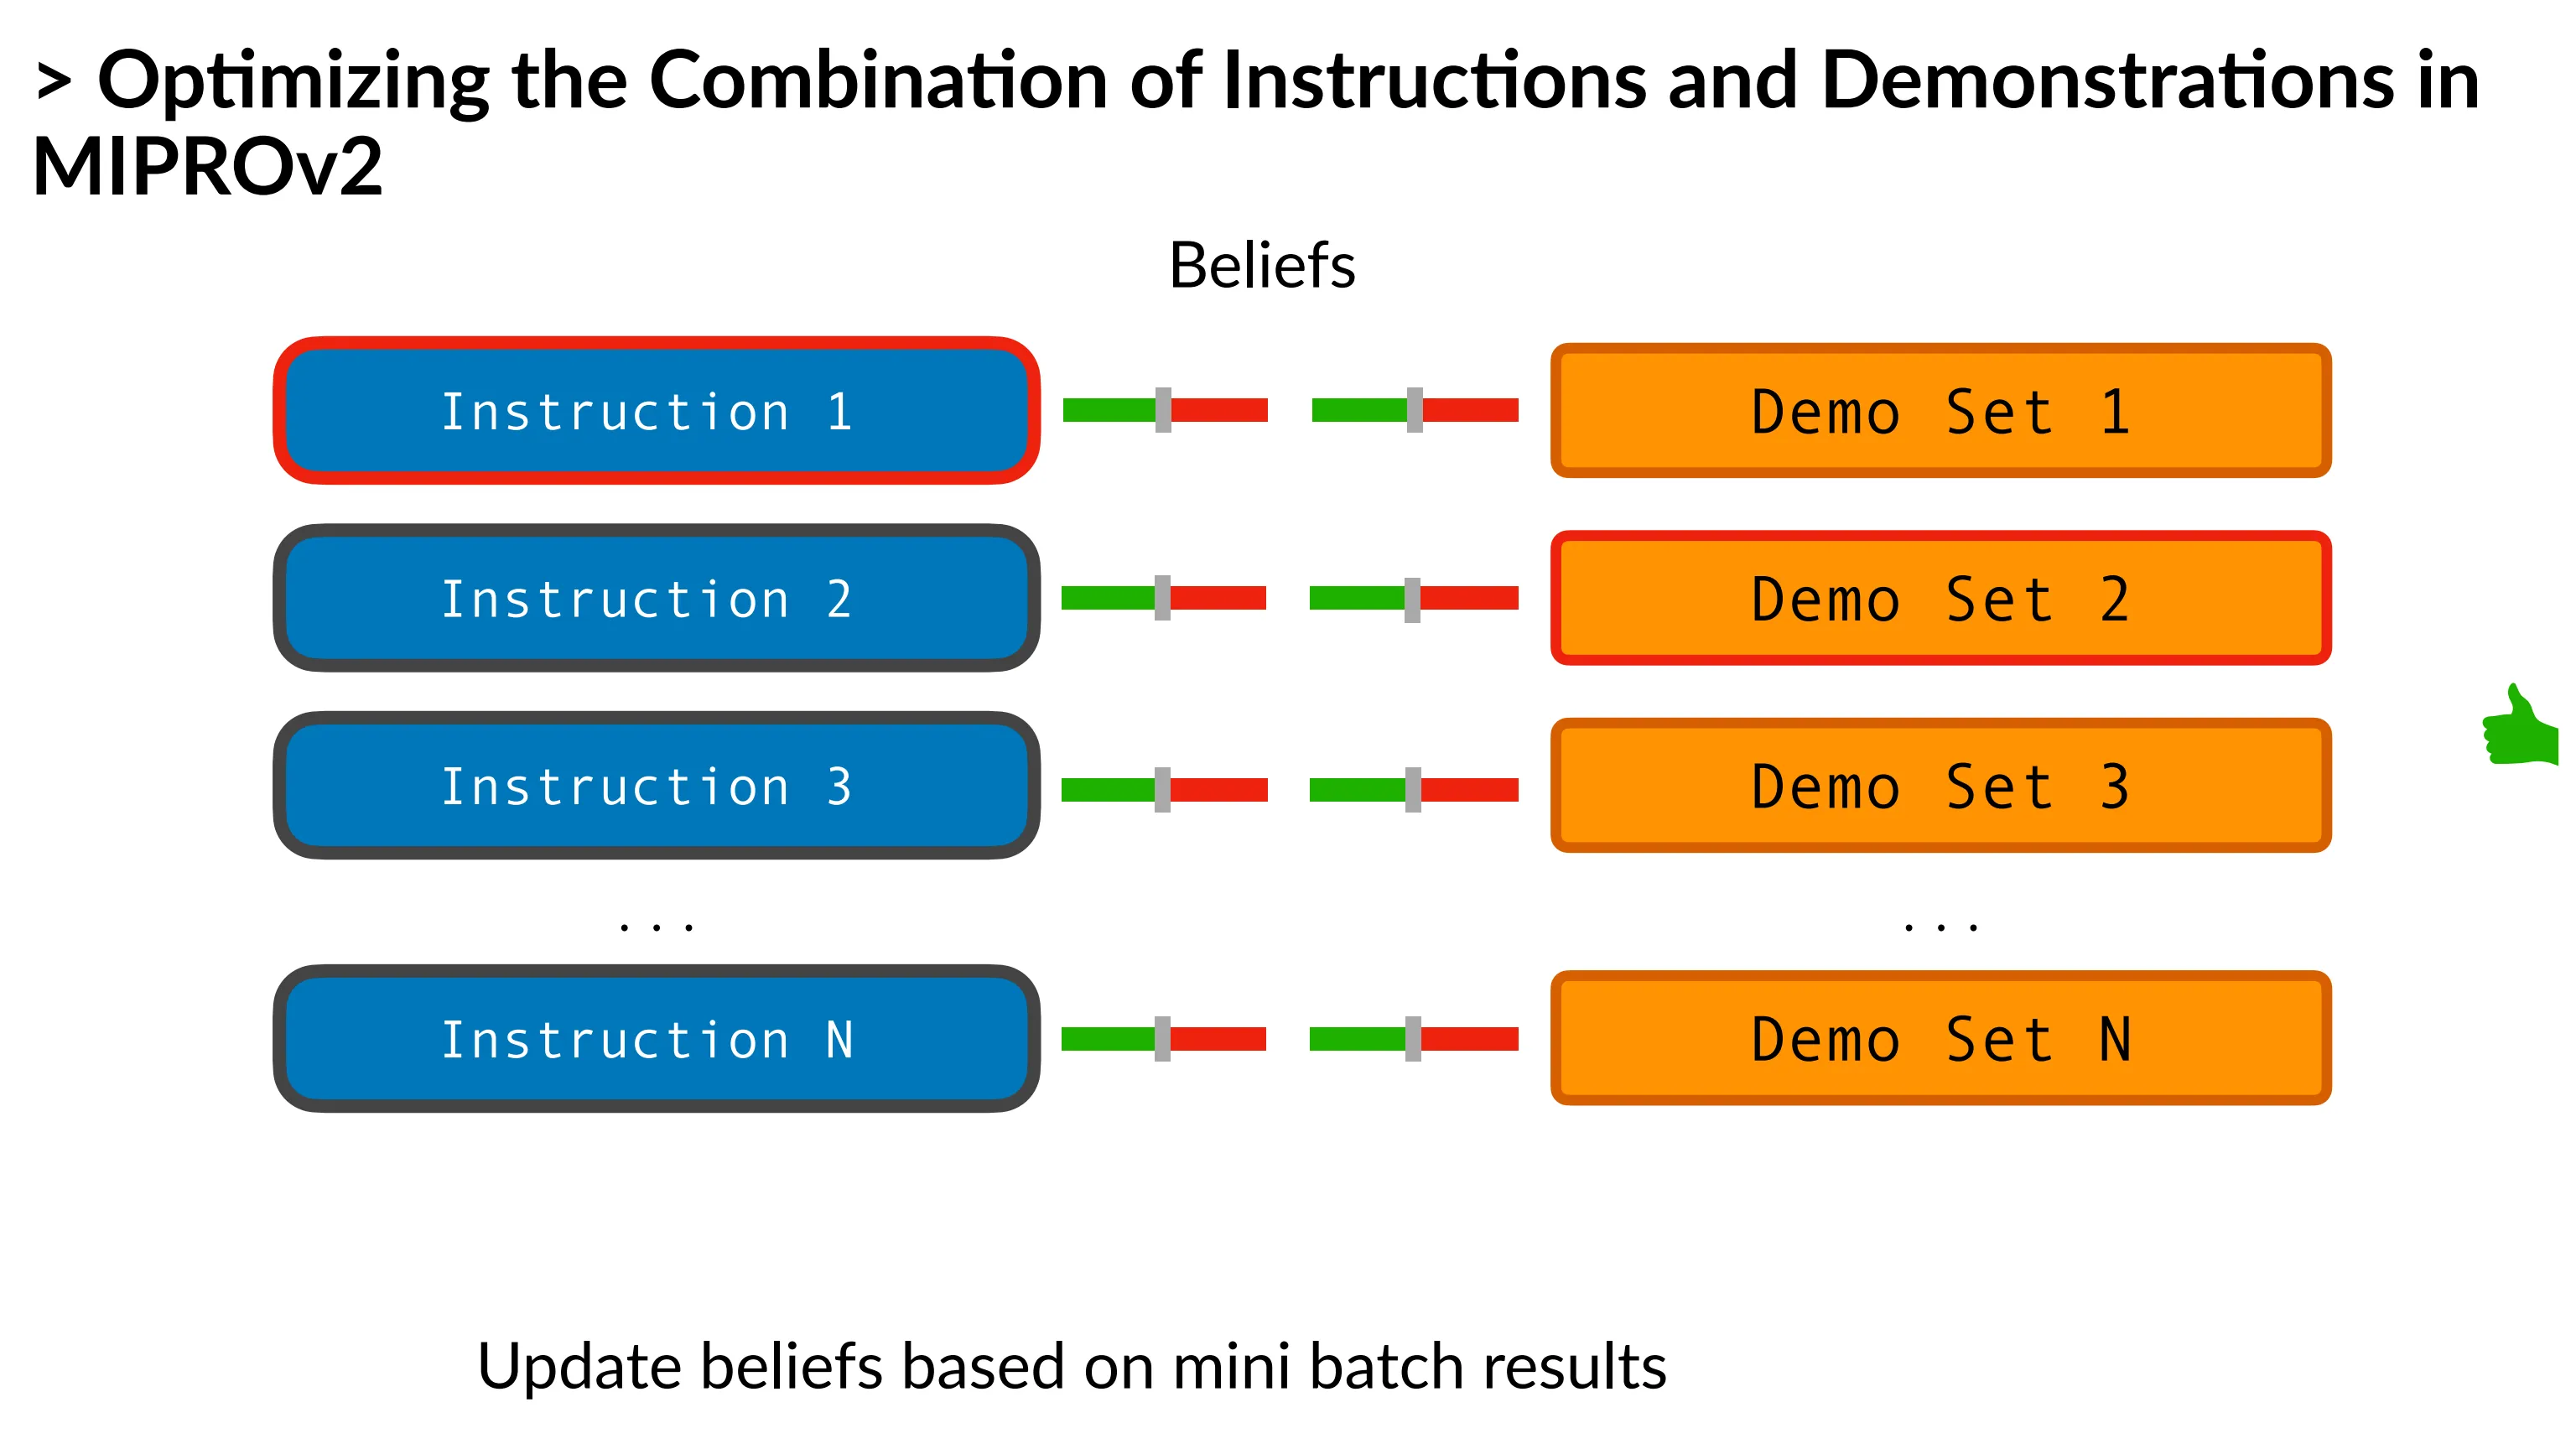 > Optimizing the Combination of Instructions and Demonstrations in
MIPROv2
Beliefs
Instruction 1
Demo Set 1
Instruction 2
Demo Set 2
Instruction 3
Demo Set 3
...
...
Instruction N
Demo Set N
Update beliefs based on mini batch results